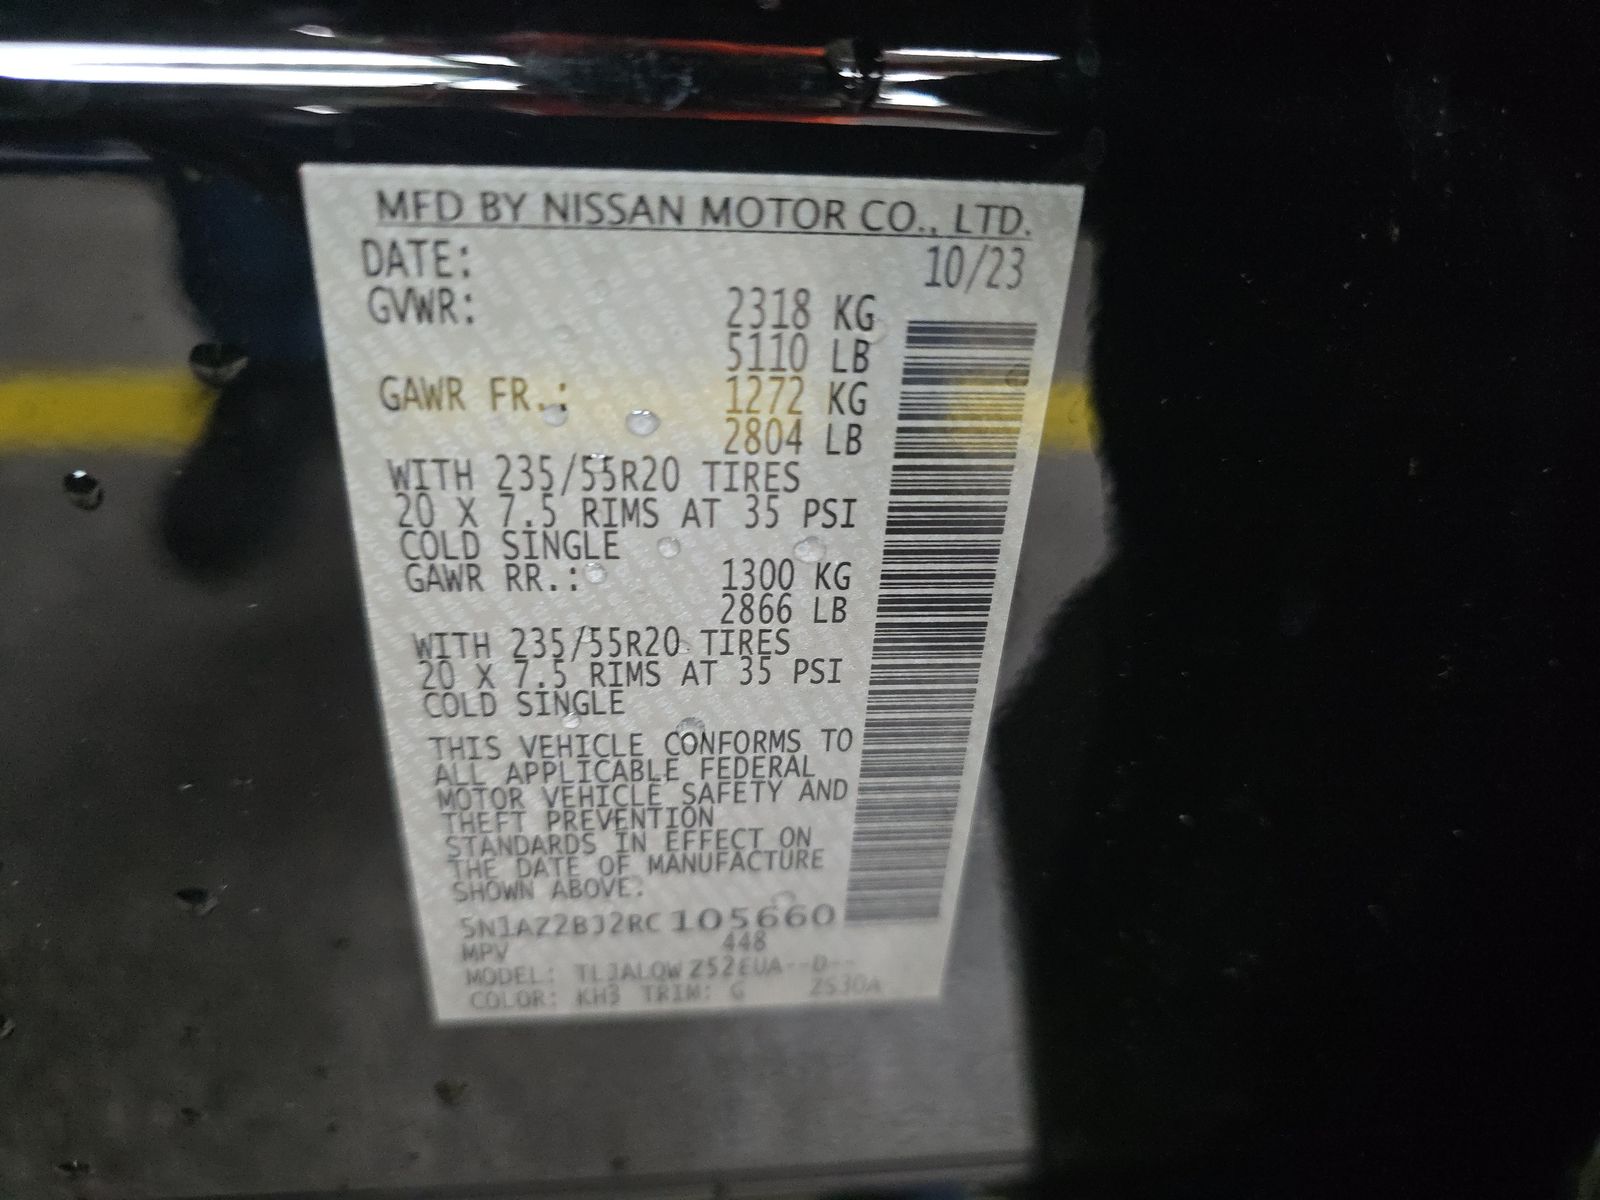 MFD BY NISSAN MOTOR CO., LTD.
DATE: 10/23
GVWR: 2318 KG
5110 LB
GAWR FR.: 1272 KG
2804 LB
WITH 235/55R20 TIRES
20 X 7.5 RIMS AT 35 PSI
COLD SINGLE
GAWR RR.: 1300 KG
2866 LB
WITH 235/55R20 TIRES
20 X 7.5 RIMS AT 35 PSI
COLD SINGLE
THIS VEHICLE CONFORMS TO
ALL APPLICABLE FEDERAL
MOTOR VEHICLE SAFETY AND
THEFT PREVENTION
STANDARDS IN EFFECT ON
THE DATE OF MANUFACTURE
SHOWN ABOVE.
5N1AZ2BJ2RC105660
MPV 448
MODEL: TLJALQWZ52EUA--D--
COLOR: KH3 TRIM: G